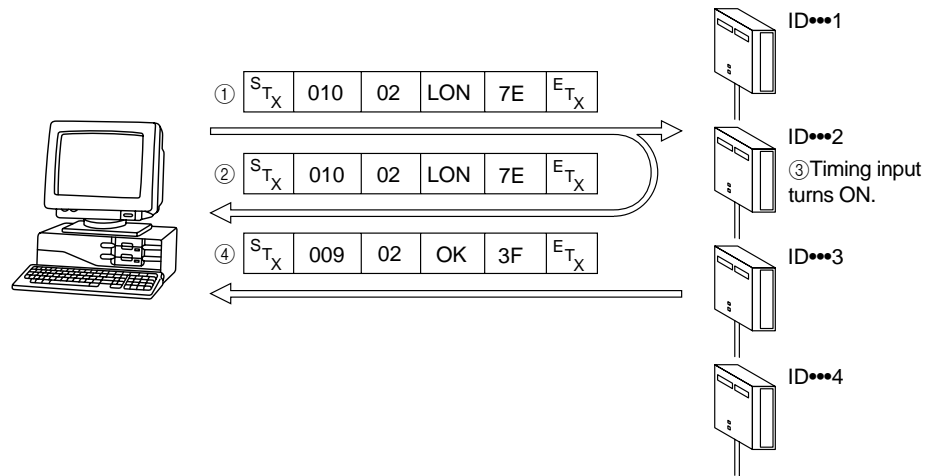 ID•••1
① STX 010 02 LON 7E ETX
ID•••2
② STX 010 02 LON 7E ETX
③Timing input
turns ON.
④ STX 009 02 OK 3F ETX
ID•••3
ID•••4